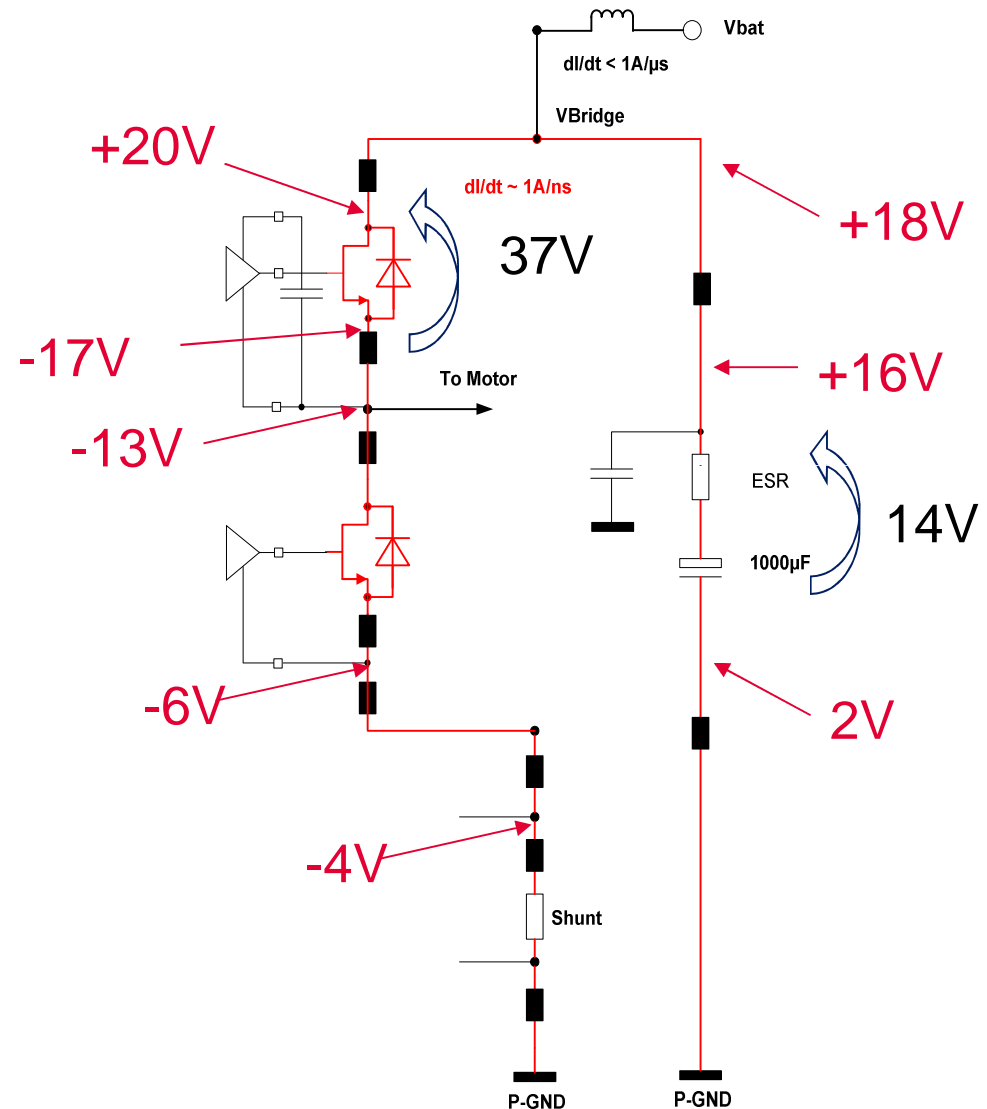 Vbat
dI/dt < 1A/µs
VBridge
+20V
dI/dt ~ 1A/ns
+18V
37V
-17V
To Motor
+16V
-13V
ESR
14V
1000µF
-6V
2V
-4V
Shunt
P-GND
P-GND